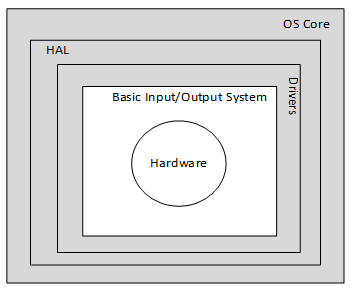 OS Core
HAL
Drivers
Basic Input/Output System
Hardware